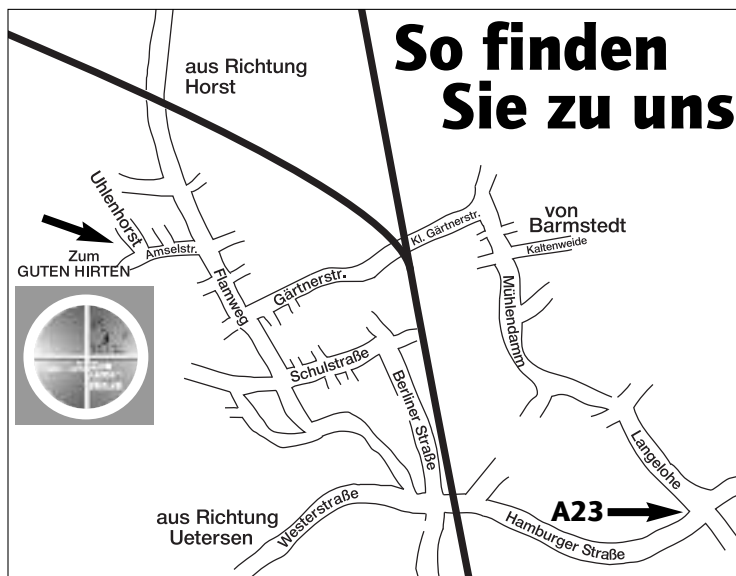 So finden
Sie zu uns
aus Richtung
Horst
Uhlenhorst
Zum
GUTEN HIRTEN
Amselstr.
Flamweg
Gärtnerstr.
Kl. Gärtnerstr.
von
Barmstedt
Kaltenweide
Mühlendamm
Schulstraße
Berliner Straße
Langelohe
A23
Hamburger Straße
Westerstraße
aus Richtung
Uetersen